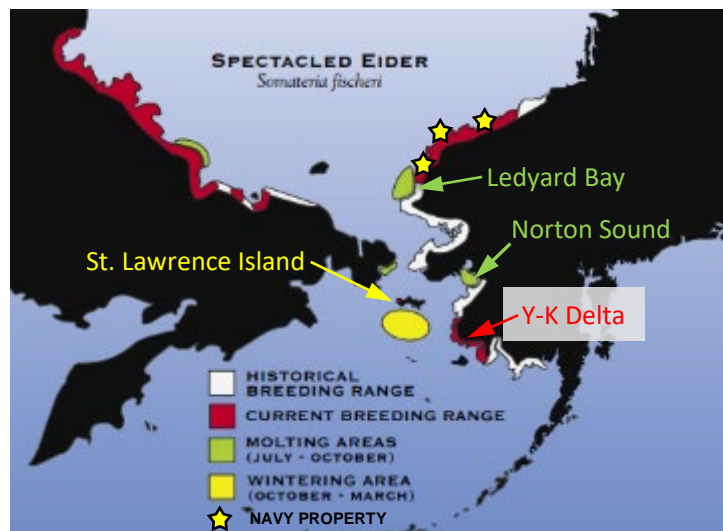 SPECTACLED EIDER
Somateria fischeri
Ledyard Bay
Norton Sound
St. Lawrence Island
Y-K Delta
HISTORICAL
BREEDING RANGE
CURRENT BREEDING RANGE
MOLTING AREAS
(JULY - OCTOBER)
WINTERING AREA
(OCTOBER - MARCH)
NAVY PROPERTY